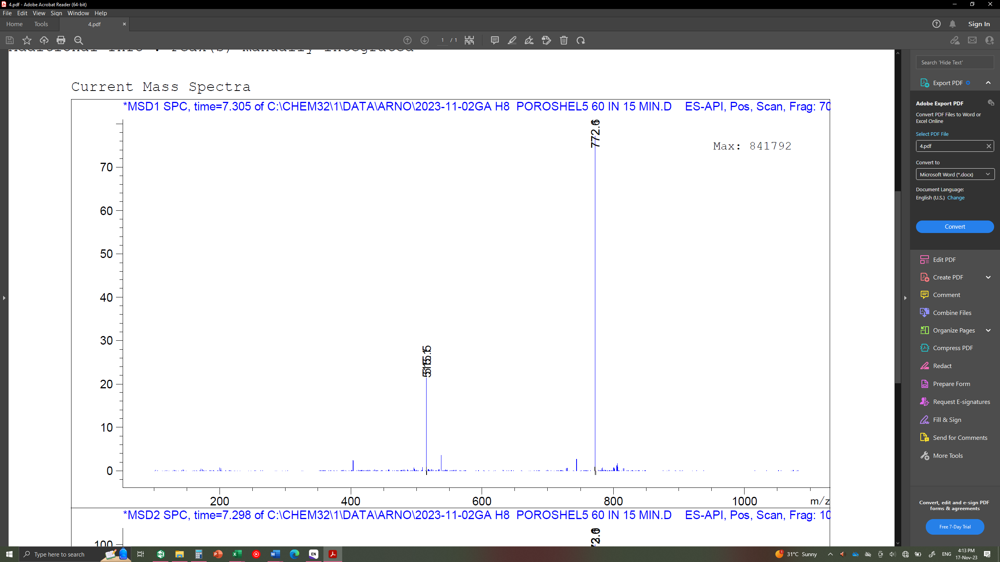 4.pdf - Adobe Acrobat Reader (64-bit)
File Edit View Sign Window Help
Home Tools 4.pdf Sign In
1 / 1
Additional Info : Peak(s) manually integrated
Current Mass Spectra
*MSD1 SPC, time=7.305 of C:\CHEM32\1\DATA\ARNO\2023-11-02GA H8 POROSHEL5 60 IN 15 MIN.D ES-API, Pos, Scan, Frag: 70
Max: 841792
70
60
50
40
30
20
10
0
200 400 600 800 1000 m/z
*MSD2 SPC, time=7.298 of C:\CHEM32\1\DATA\ARNO\2023-11-02GA H8 POROSHEL5 60 IN 15 MIN.D ES-API, Pos, Scan, Frag: 10
100
Search 'Hide Text'
Export PDF
Adobe Export PDF
Convert PDF Files to Word or
Excel Online
Select PDF File
4.pdf
Convert to
Microsoft Word (*.docx)
Document Language:
English (U.S.) Change
Convert
Edit PDF
Create PDF
Comment
Combine Files
Organize Pages
Compress PDF
Redact
Prepare Form
Request E-signatures
Fill & Sign
Send for Comments
More Tools
Convert, edit and e-sign PDF
forms & agreements
Free 7-Day Trial
Type here to search
EN
31°C Sunny
ENG
4:13 PM
17-Nov-23